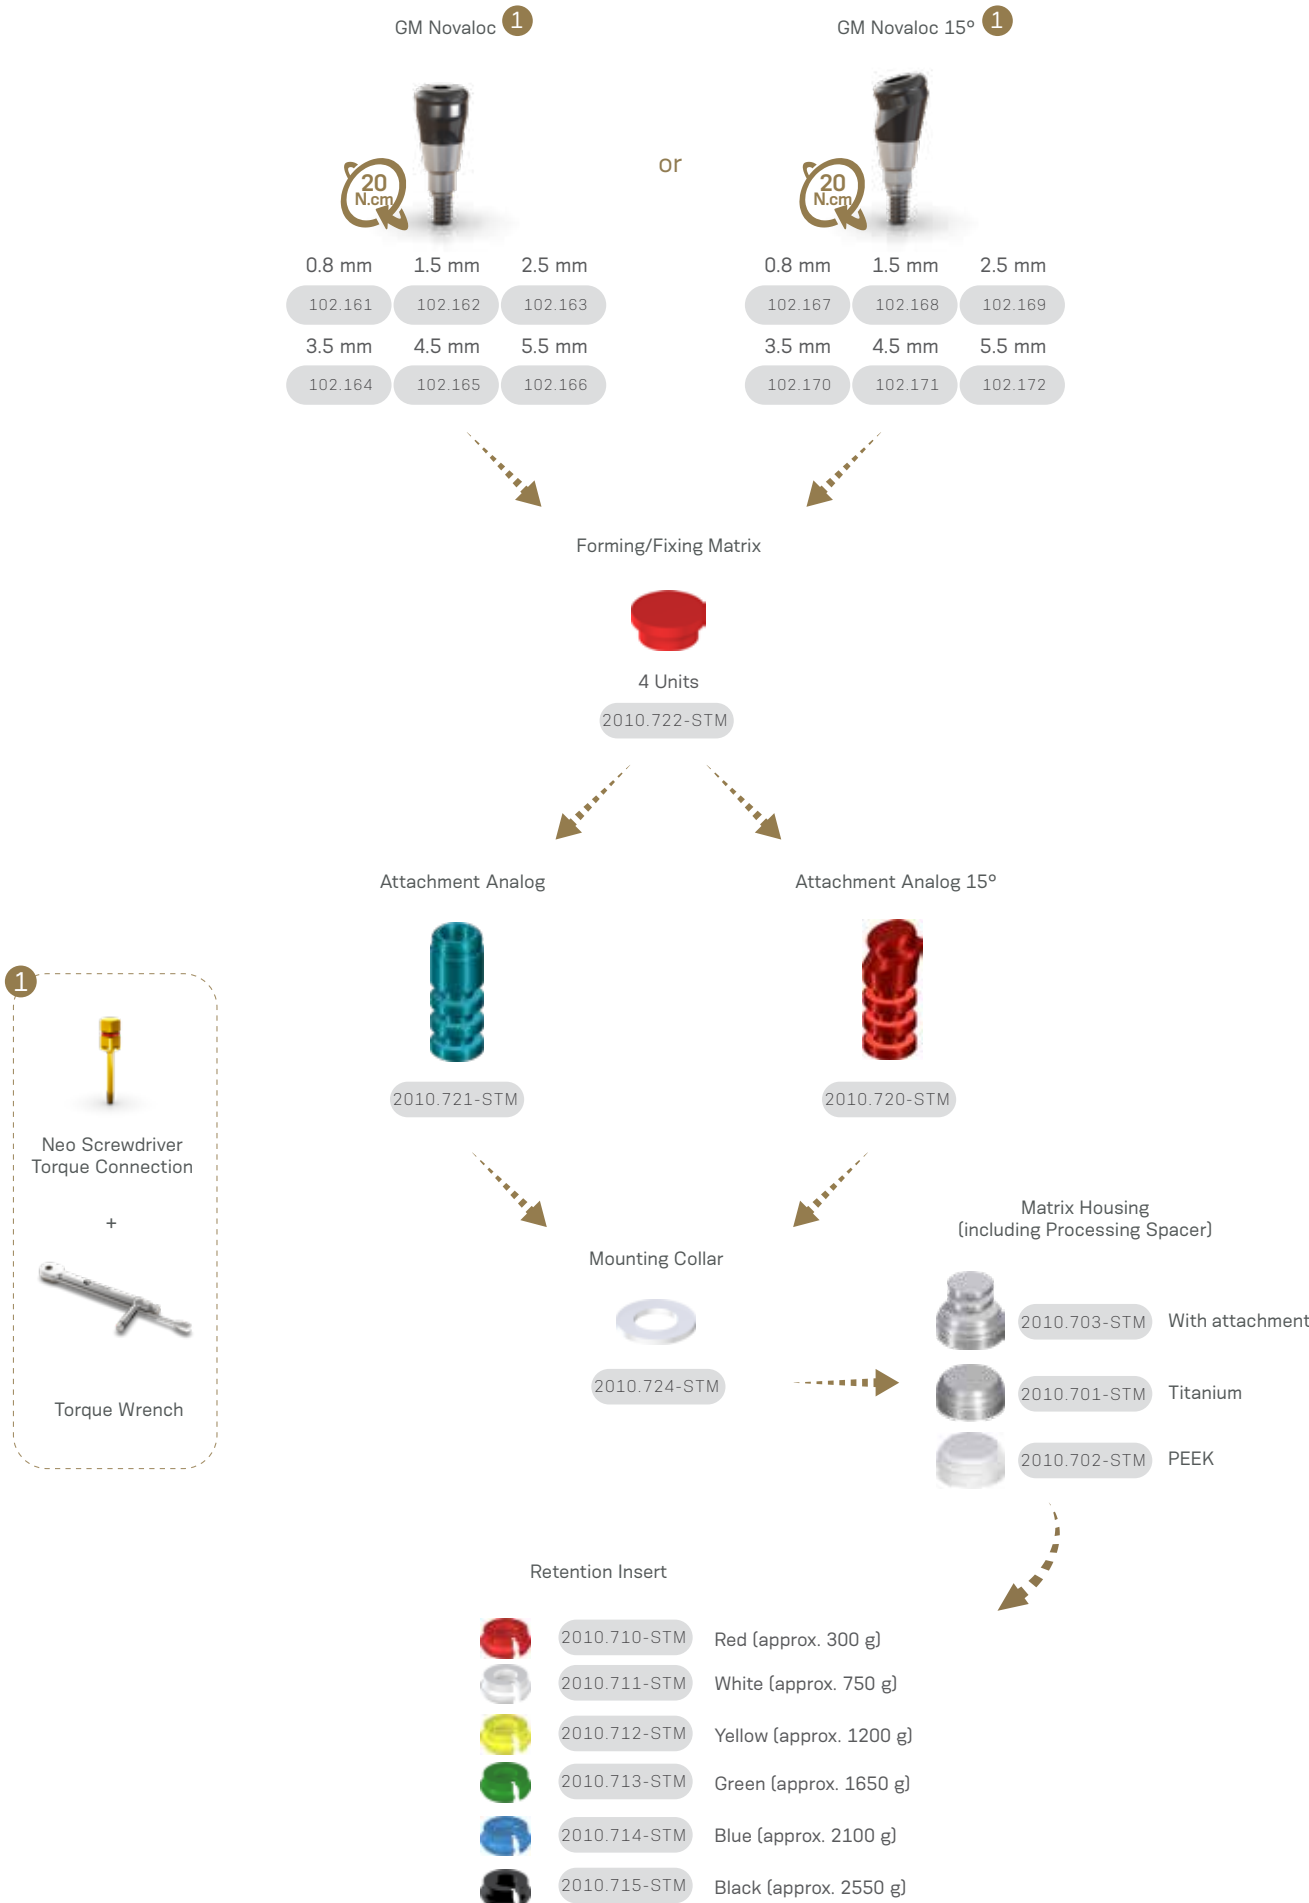 GM Novaloc 1
GM Novaloc 15° 1
20
N.cm
or
20
N.cm
0.8 mm 1.5 mm 2.5 mm
102.161 102.162 102.163
3.5 mm 4.5 mm 5.5 mm
102.164 102.165 102.166
0.8 mm 1.5 mm 2.5 mm
102.167 102.168 102.169
3.5 mm 4.5 mm 5.5 mm
102.170 102.171 102.172
Forming/Fixing Matrix
4 Units
2010.722-STM
Attachment Analog
2010.721-STM
Attachment Analog 15°
2010.720-STM
1
Neo Screwdriver
Torque Connection
+
Torque Wrench
Mounting Collar
2010.724-STM
Matrix Housing
(including Processing Spacer)
2010.703-STM With attachment
2010.701-STM Titanium
2010.702-STM PEEK
Retention Insert
2010.710-STM Red (approx. 300 g)
2010.711-STM White (approx. 750 g)
2010.712-STM Yellow (approx. 1200 g)
2010.713-STM Green (approx. 1650 g)
2010.714-STM Blue (approx. 2100 g)
2010.715-STM Black (approx. 2550 g)